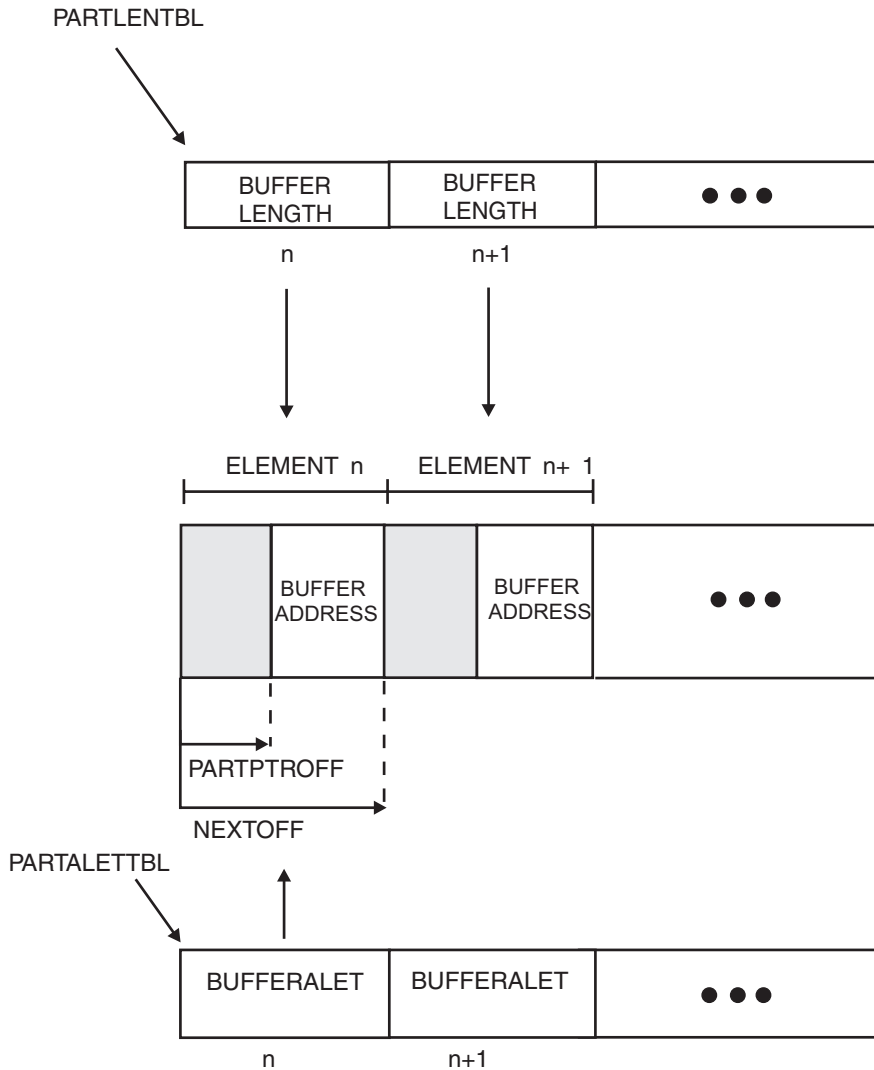 PARTLENTBL
BUFFER
LENGTH
BUFFER
LENGTH
n
n+1
ELEMENT n
ELEMENT n+ 1
BUFFER
ADDRESS
BUFFER
ADDRESS
PARTPTROFF
NEXTOFF
PARTALETTBL
BUFFERALET
BUFFERALET
n
n+1